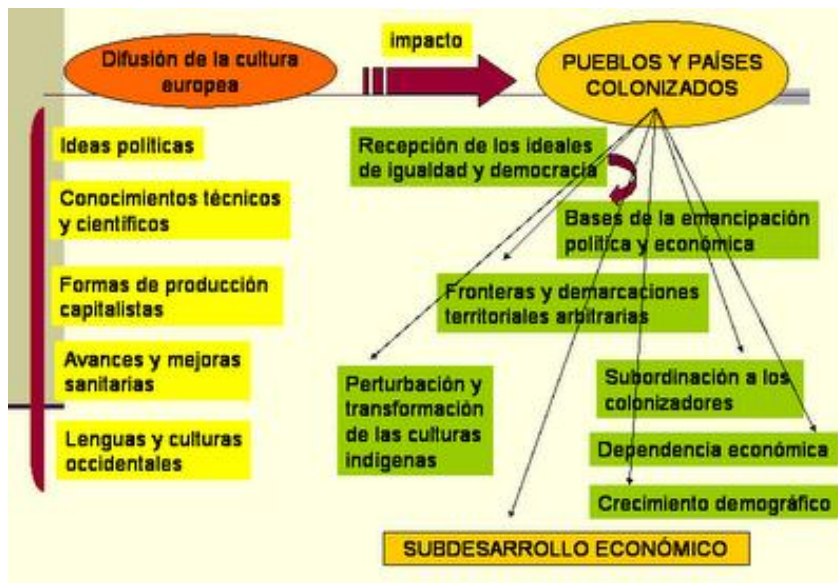 Difusión de la cultura
europea
impacto
PUEBLOS Y PAÍSES
COLONIZADOS
Ideas políticas
Conocimientos técnicos
y científicos
Formas de producción
capitalistas
Avances y mejoras
sanitarias
Lenguas y culturas
occidentales
Recepción de los ideales
de igualdad y democracia
Bases de la emancipación
política y económica
Fronteras y demarcaciones
territoriales arbitrarias
Perturbación y
transformación
de las culturas
indígenas
Subordinación a los
colonizadores
Dependencia económica
Crecimiento demográfico
SUBDESARROLLO ECONÓMICO